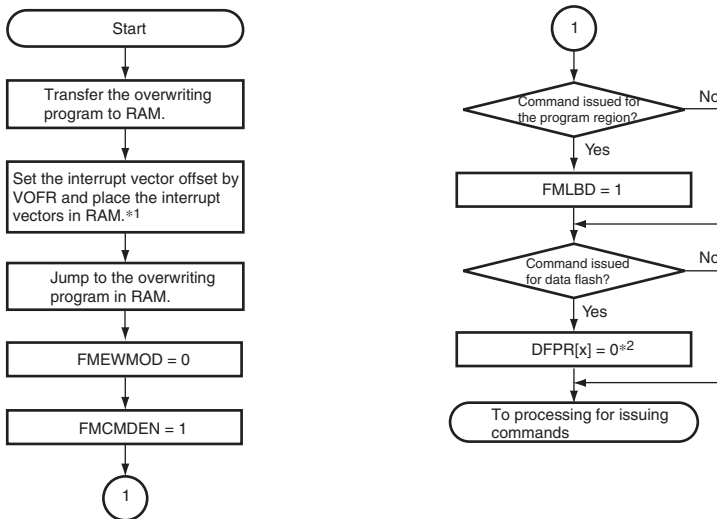 Start
Transfer the overwriting
program to RAM.
Set the interrupt vector offset by
VOFR and place the interrupt
vectors in RAM.*1
Jump to the overwriting
program in RAM.
FMEWMOD = 0
FMCMDEN = 1
1
1
Command issued for
the program region?
No
Yes
FMLBD = 1
Command issued
for data flash?
No
Yes
DFPR[x] = 0*2
To processing for issuing
commands